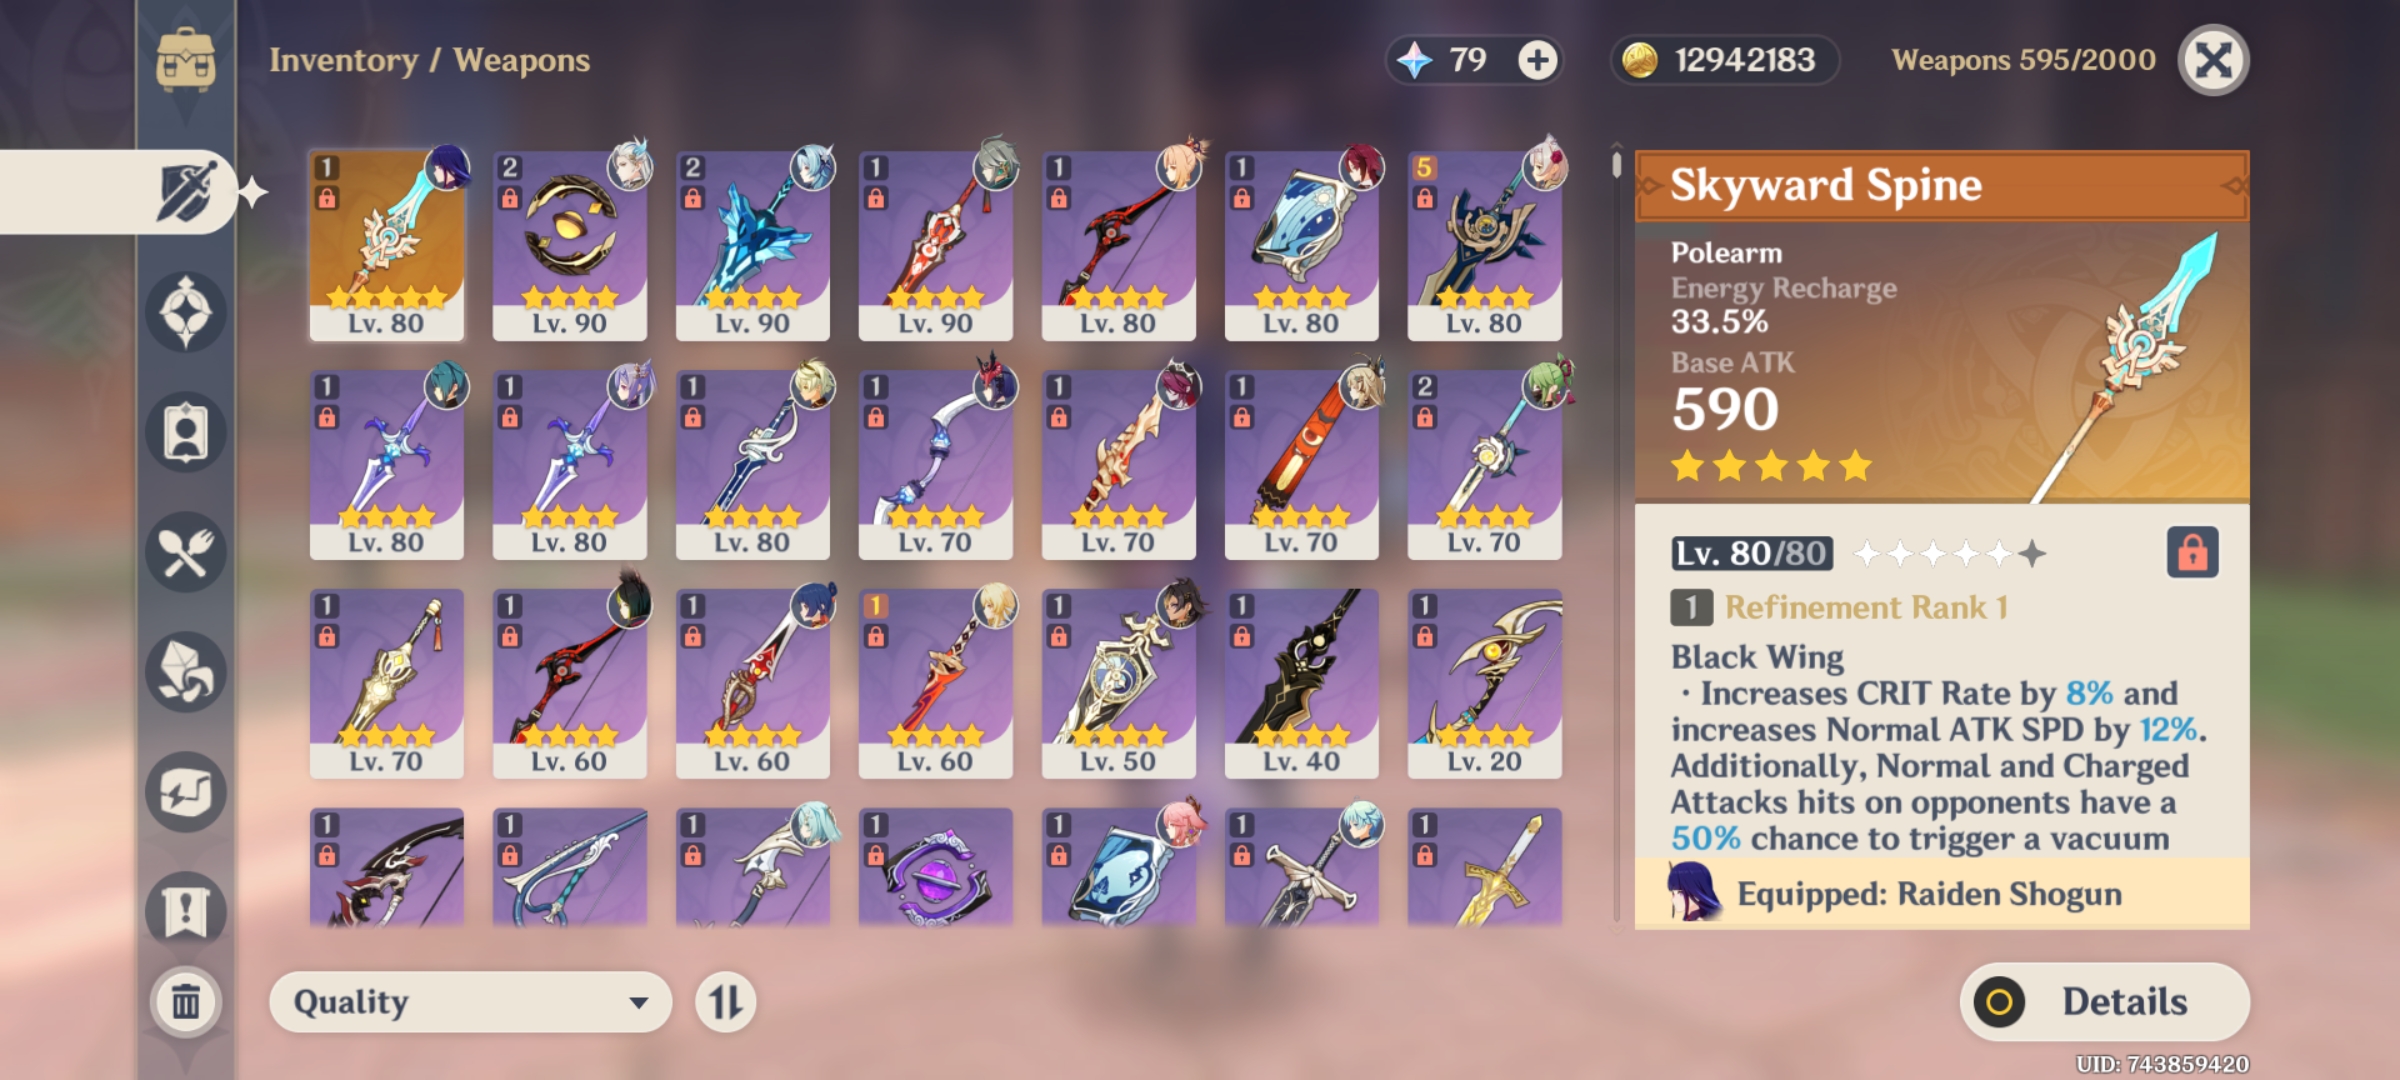 Inventory / Weapons
79
12942183
Weapons 595/2000
1 2 2 1 1 1 5
Lv. 80 Lv. 90 Lv. 90 Lv. 90 Lv. 80 Lv. 80 Lv. 80
1 1 1 1 1 1 2
Lv. 80 Lv. 80 Lv. 80 Lv. 70 Lv. 70 Lv. 70 Lv. 70
1 1 1 1 1 1 1
Lv. 70 Lv. 60 Lv. 60 Lv. 60 Lv. 50 Lv. 40 Lv. 20
1 1 1 1 1 1 1
Quality
Skyward Spine
Polearm
Energy Recharge
33.5%
Base ATK
590
Lv. 80/80
1 Refinement Rank 1
Black Wing
· Increases CRIT Rate by 8% and
increases Normal ATK SPD by 12%.
Additionally, Normal and Charged
Attacks hits on opponents have a
50% chance to trigger a vacuum
Equipped: Raiden Shogun
Details
UID: 743859420